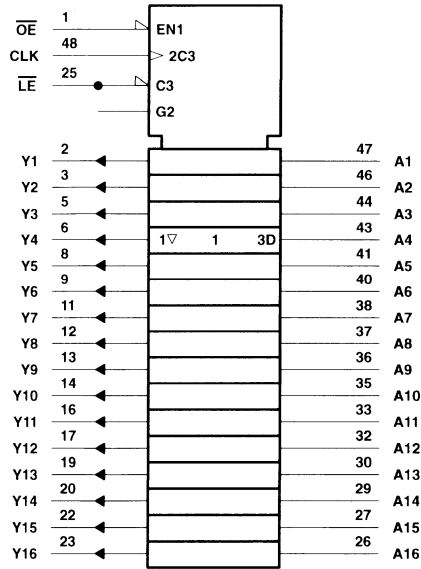 OE 1 EN1
CLK 48 2C3
LE 25 C3
G2
Y1 2 47 A1
Y2 3 46 A2
Y3 5 44 A3
Y4 6 1▽ 1 3D 43 A4
Y5 8 41 A5
Y6 9 40 A6
Y7 11 38 A7
Y8 12 37 A8
Y9 13 36 A9
Y10 14 35 A10
Y11 16 33 A11
Y12 17 32 A12
Y13 19 30 A13
Y14 20 29 A14
Y15 22 27 A15
Y16 23 26 A16